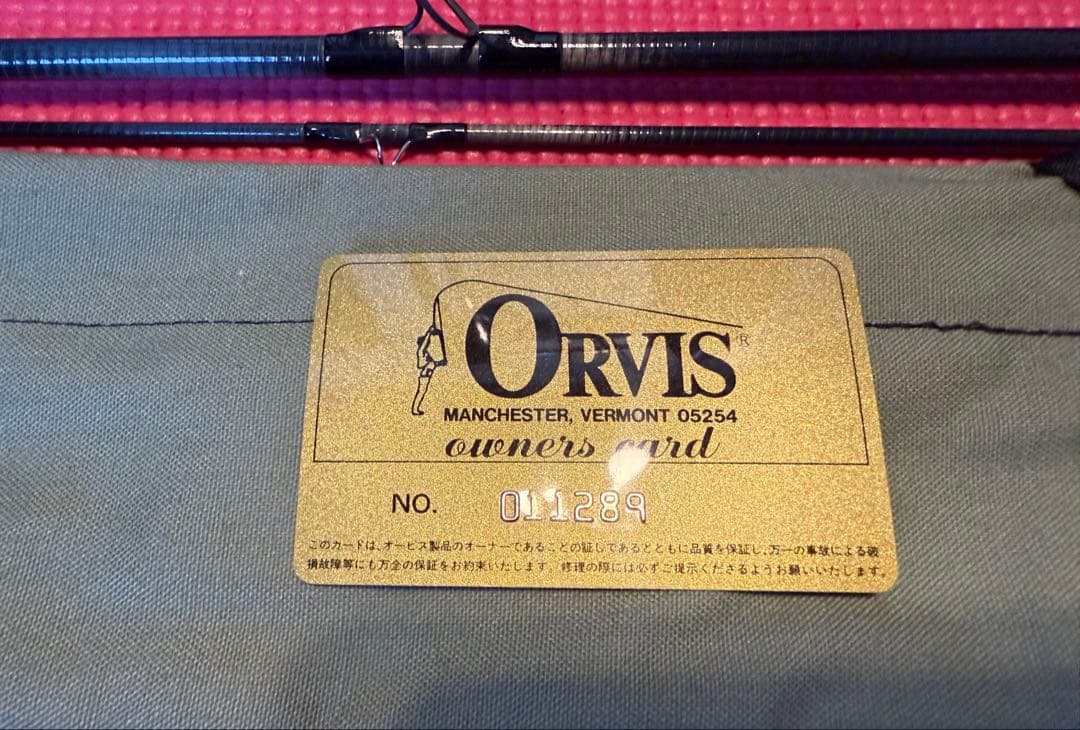 ORVIS®
MANCHESTER, VERMONT 05254
owners card
NO. 011289
このカードは、オービス製品のオーナーであることの証しであるとともに品質を保証し、万一の事故による破
損故障等にも万全の保証をお約束いたします。修理の際には必ずご提示くださるようお願いいたします。